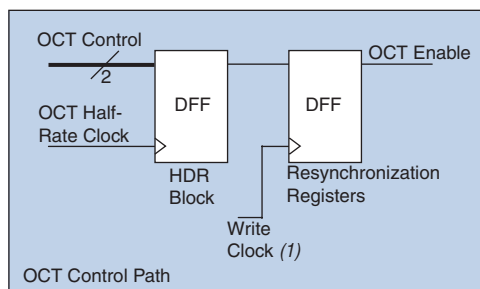 OCT Control
2
OCT Half-
Rate Clock
DFF
HDR
Block
DFF
OCT Enable
Resynchronization
Registers
Write
Clock (1)
OCT Control Path